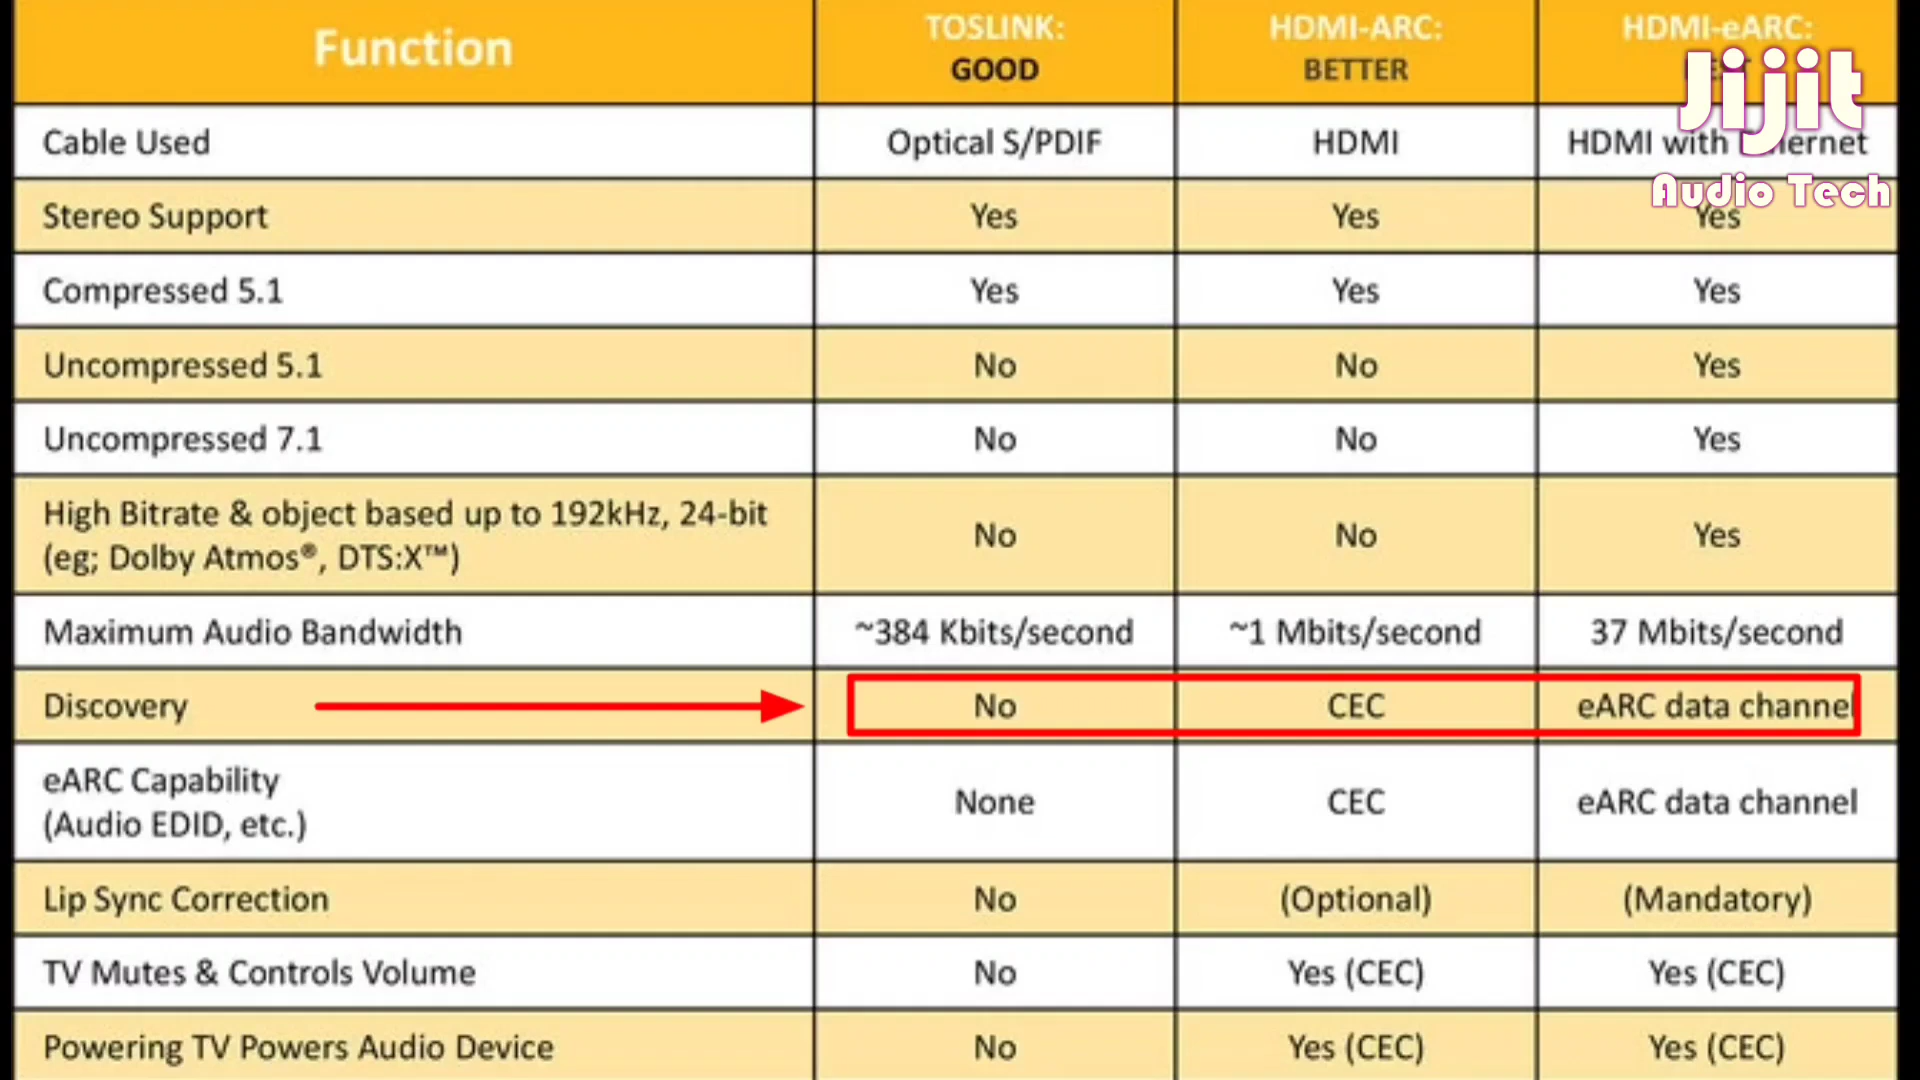 Function
TOSLINK:
GOOD
HDMI-ARC:
BETTER
HDMI-eARC:
Jijit
Audio Tech
Cable Used
Optical S/PDIF
HDMI
HDMI with
Stereo Support
Yes
Yes
Yes
Compressed 5.1
Yes
Yes
Yes
Uncompressed 5.1
No
No
Yes
Uncompressed 7.1
No
No
Yes
High Bitrate & object based up to 192kHz, 24-bit
(eg; Dolby Atmos®, DTS:X™)
No
No
Yes
Maximum Audio Bandwidth
~384 Kbits/second
~1 Mbits/second
37 Mbits/second
Discovery
No
CEC
eARC data channel
eARC Capability
(Audio EDID, etc.)
None
CEC
eARC data channel
Lip Sync Correction
No
(Optional)
(Mandatory)
TV Mutes & Controls Volume
No
Yes (CEC)
Yes (CEC)
Powering TV Powers Audio Device
No
Yes (CEC)
Yes (CEC)